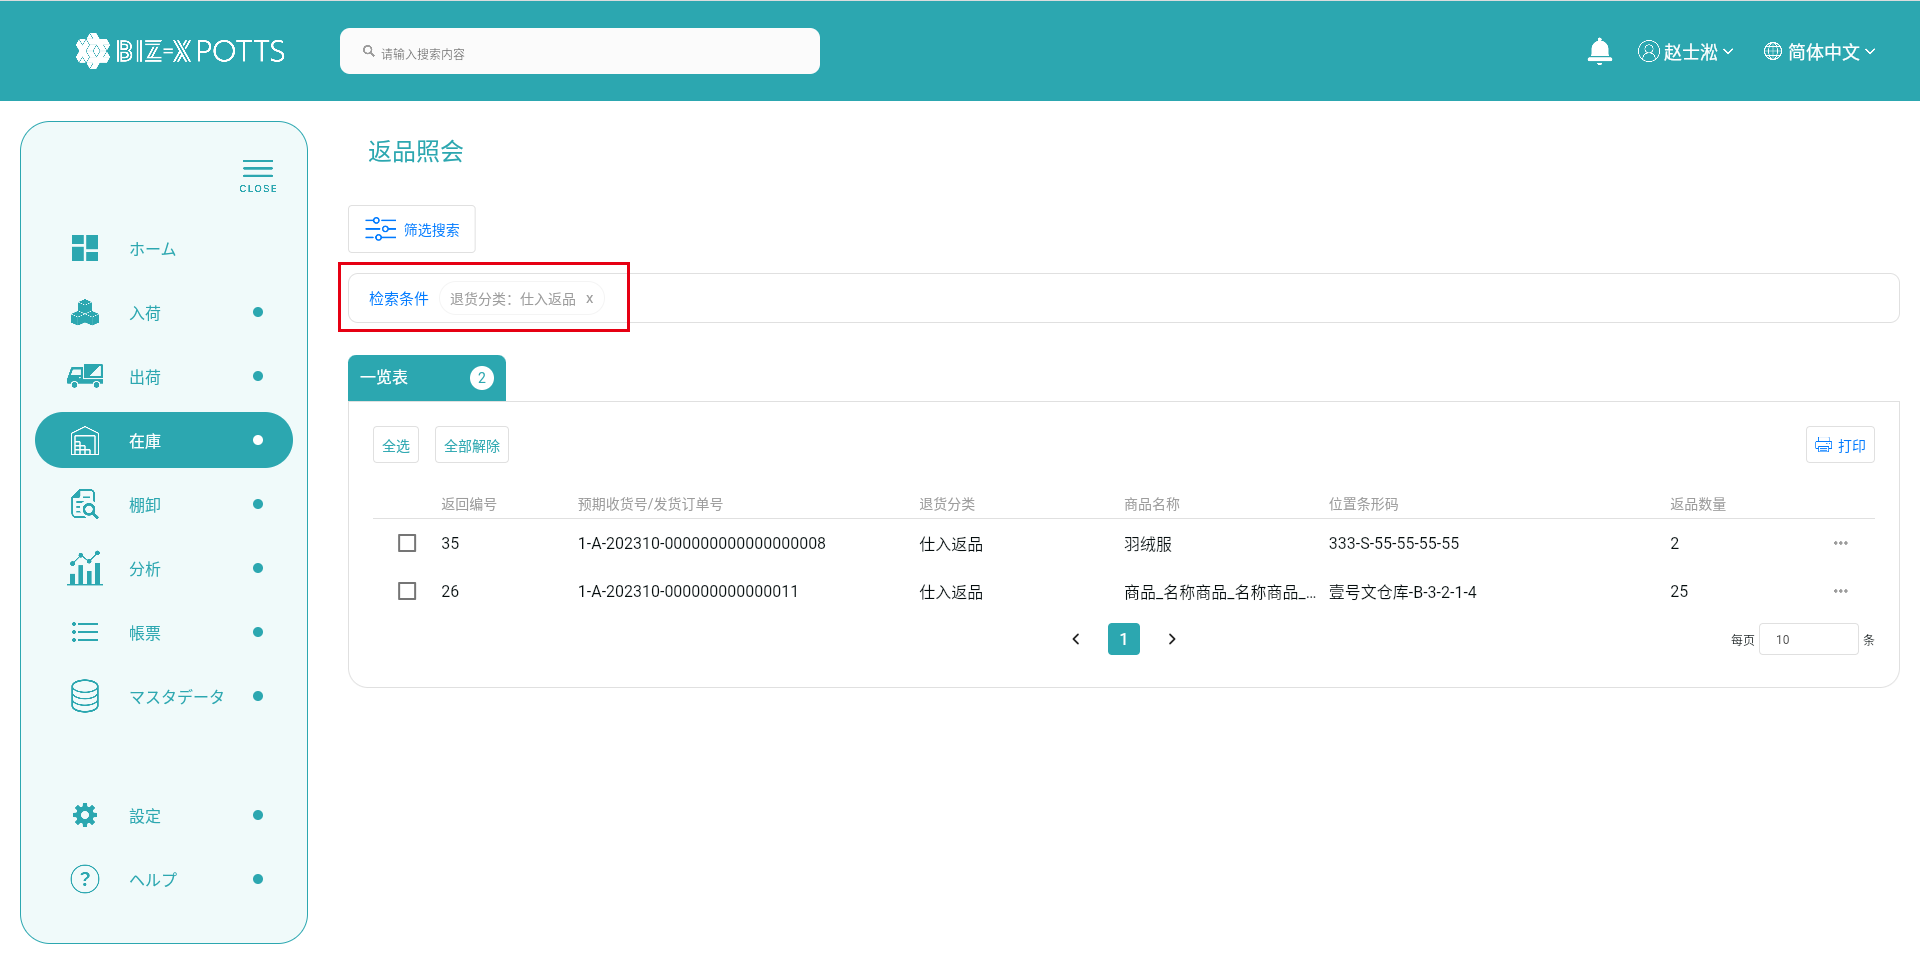 BIZ=X POTTS
请输入搜索内容
赵士淞
简体中文
CLOSE
ホーム
入荷
出荷
在庫
棚卸
分析
帳票
マスタデータ
設定
ヘルプ
返品照会
筛选搜索
检索条件 退货分类：仕入返品 x
一览表 2
全选 全部解除 打印
返回编号 预期收货号/发货订单号 退货分类 商品名称 位置条形码 返品数量
35 1-A-202310-000000000000000008 仕入返品 羽绒服 333-S-55-55-55-55 2 ...
26 1-A-202310-000000000000011 仕入返品 商品_名称商品_名称商品_... 壹号文仓库-B-3-2-1-4 25 ...
< 1 > 每页 10 条